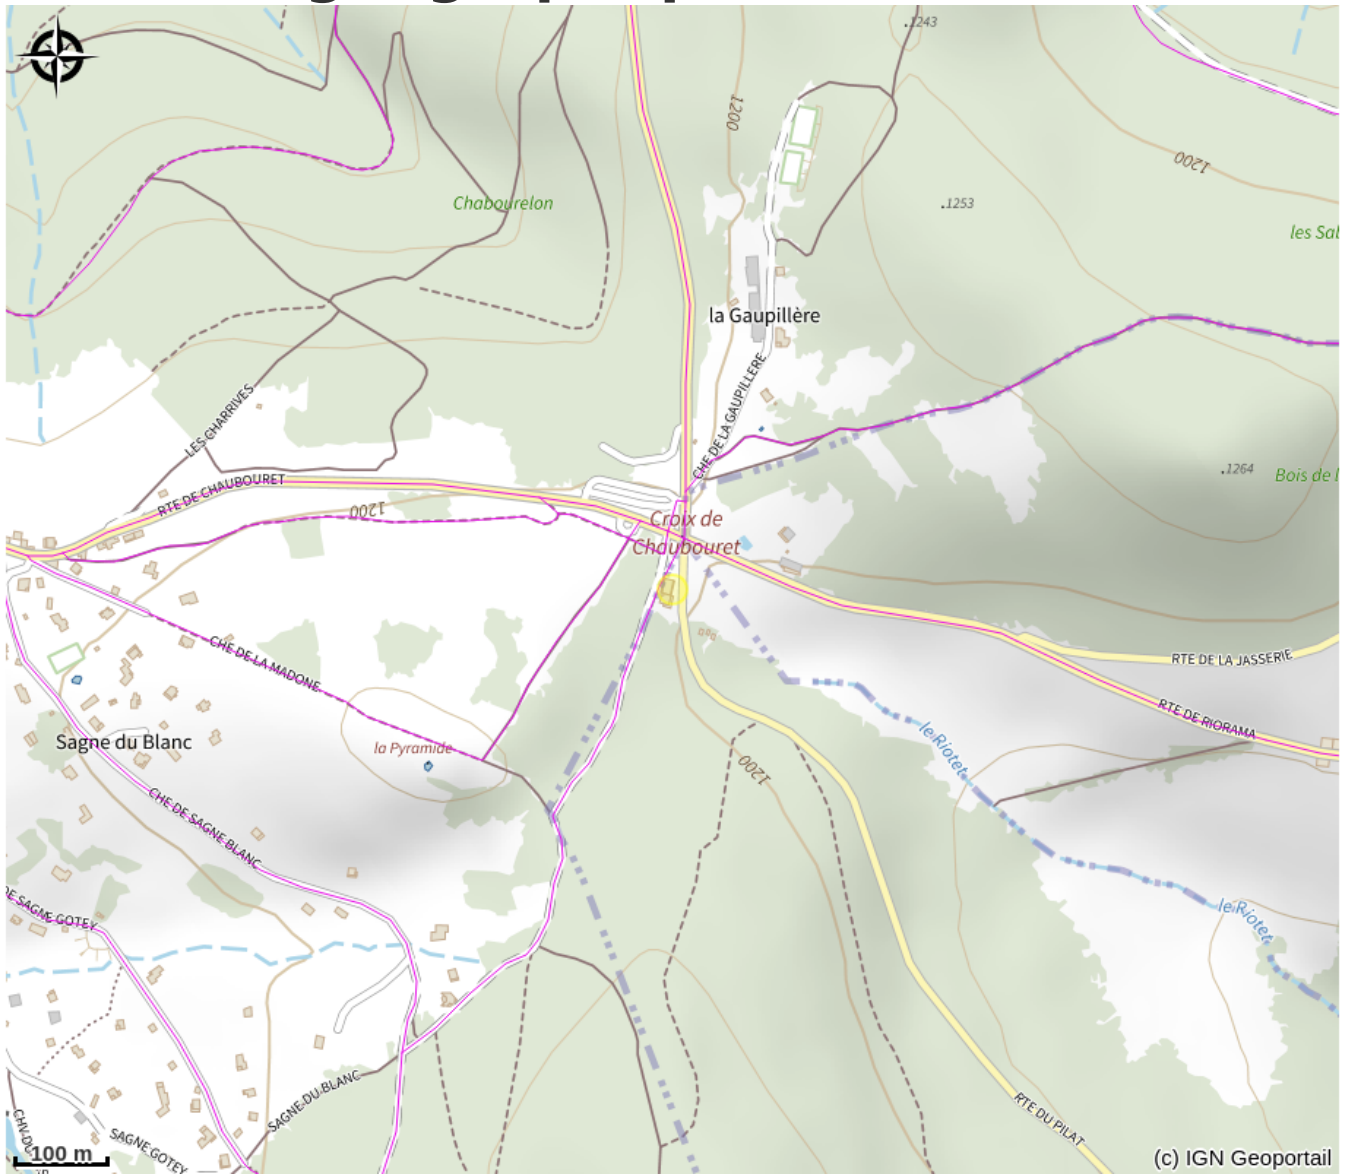 1243
1200
1200
Chabourelon
1253
les Sal
la Gaupillère
CHE DE LA GAUPILLERE
LES CHARRIVES
1264
Bois de l
RTE DE CHAUBOURET
1200
Croix de
Chaubouret
CHE DE LA MADONE
RTE DE LA JASSERIE
RTE DE RIORAMA
Sagne du Blanc
la Pyramide
le Riotet
1200
CHE DE SAGNE BLANC
DE SAGNE GOTEY
le Riotet
SAGNE-DU-BLANC
RTE DU PILAT
CHV-DU
SAGNE-GOTEY
100 m
(c) IGN Geoportail